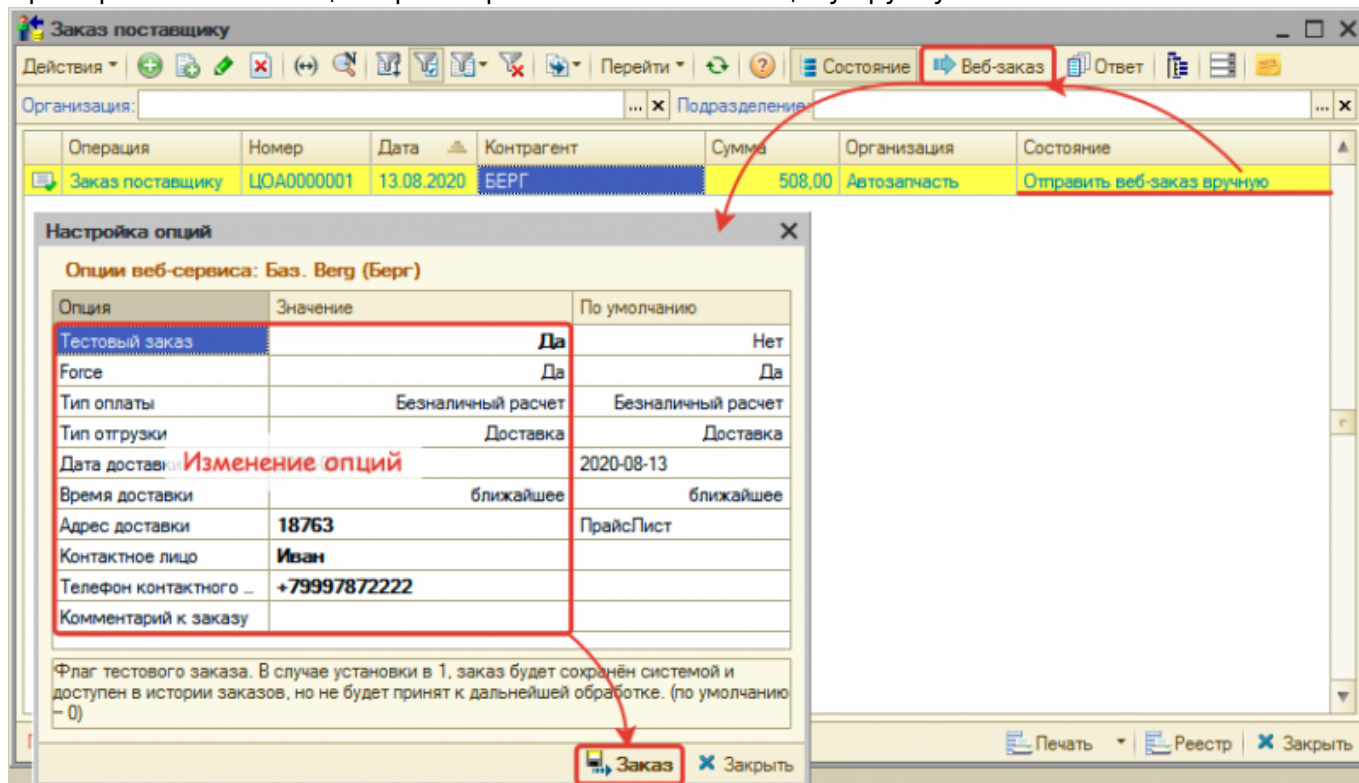 Заказ поставщику
Действия Перейти Состояние Веб-заказ Ответ
Организация: ... x Подразделение: ... x
Операция Номер Дата Контрагент Сумма Организация Состояние
Заказ поставщику ЦОА0000001 13.08.2020 БЕРГ 508,00 Автозапчасть Отправить веб-заказ вручную
Настройка опций
Опции веб-сервиса: Баз. Berg (Берг)
Опция Значение По умолчанию
Тестовый заказ Да Нет
Force Да Да
Тип оплаты Безналичный расчет Безналичный расчет
Тип отгрузки Доставка Доставка
Дата достав Изменение опций 2020-08-13
Время доставки ближайшее ближайшее
Адрес доставки 18763 ПрайсЛист
Контактное лицо Иван
Телефон контактного ... +79997872222
Комментарий к заказу
Флаг тестового заказа. В случае установки в 1, заказ будет сохранён системой и
доступен в истории заказов, но не будет принят к дальнейшей обработке. (по умолчанию
– 0)
Печать Реестр Закрыть
Заказ Закрыть